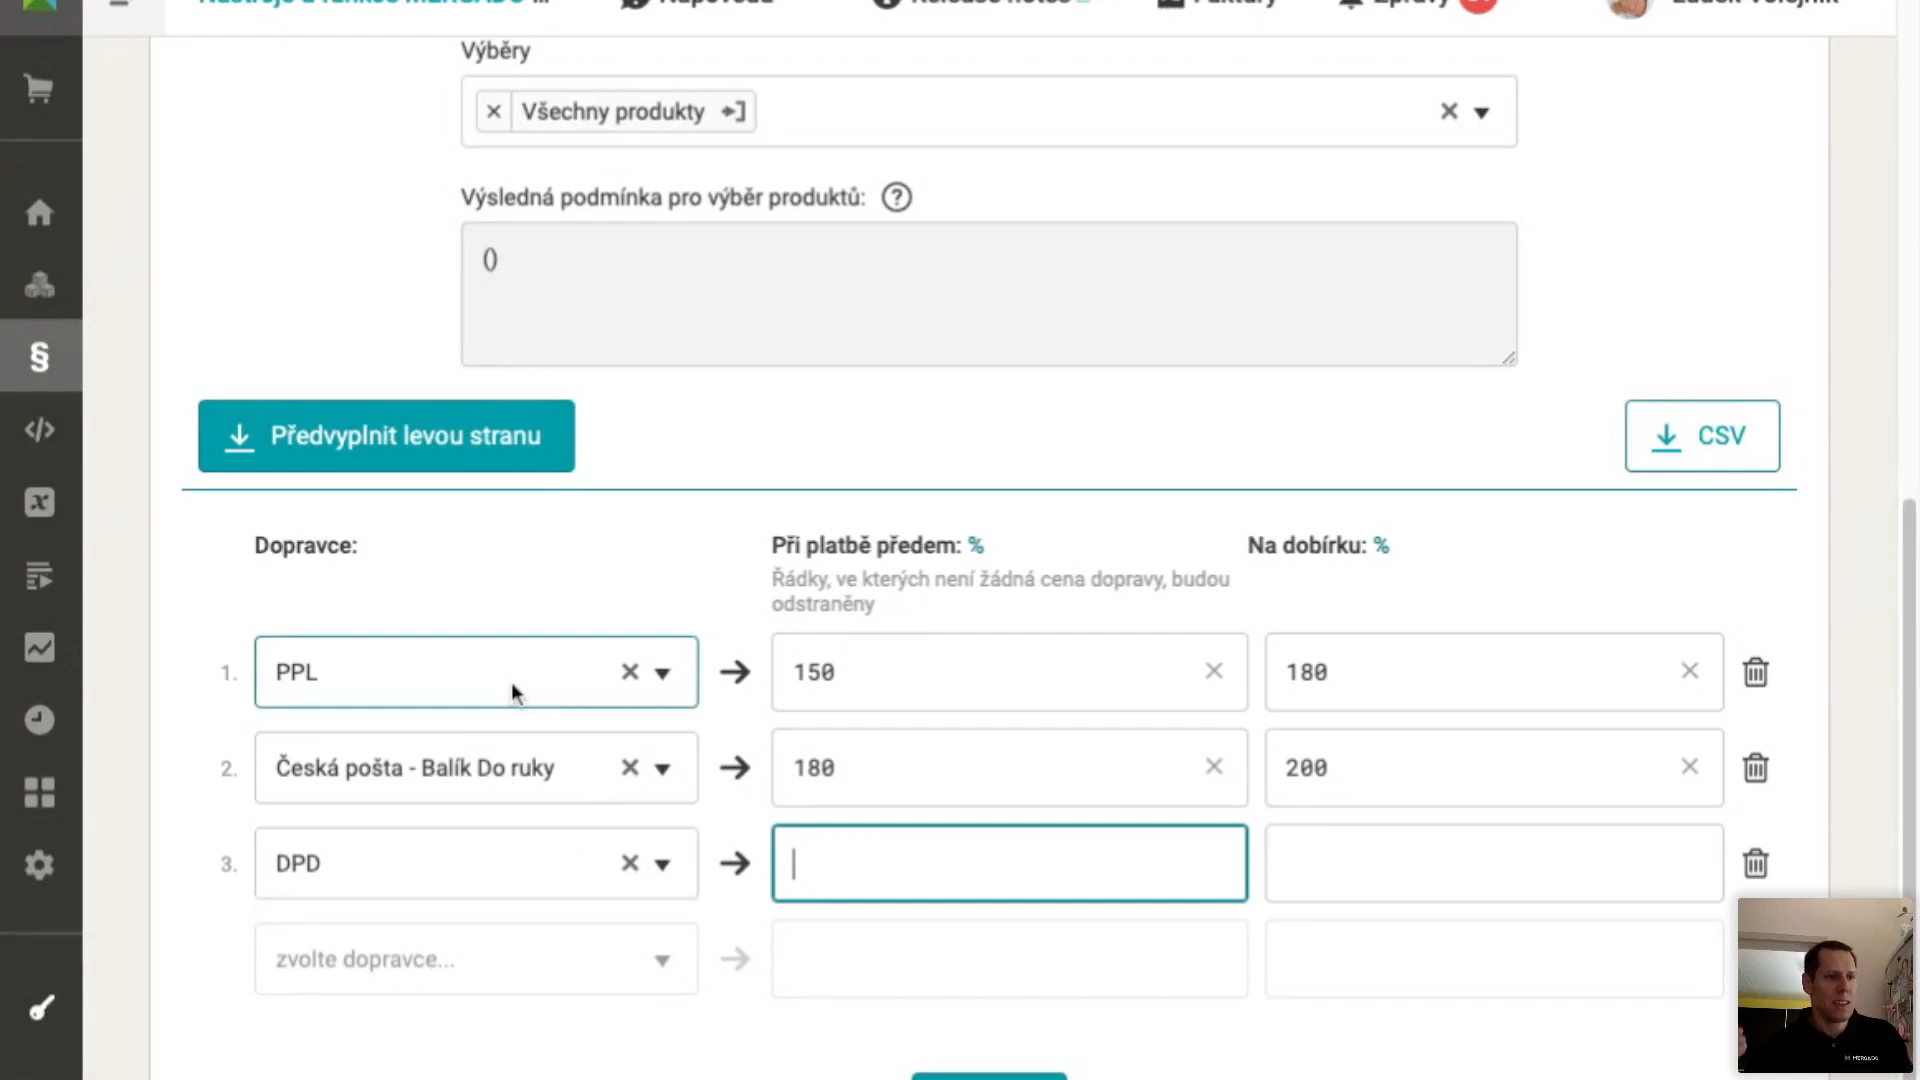 Výběry
Všechny produkty
Výsledná podmínka pro výběr produktů:
()
Předvyplnit levou stranu
CSV
Dopravce:
Při platbě předem: %
Na dobírku: %
Řádky, ve kterých není žádná cena dopravy, budou
odstraněny
1. PPL 150 180
2. Česká pošta - Balík Do ruky 180 200
3. DPD
zvolte dopravce...
MERGADO